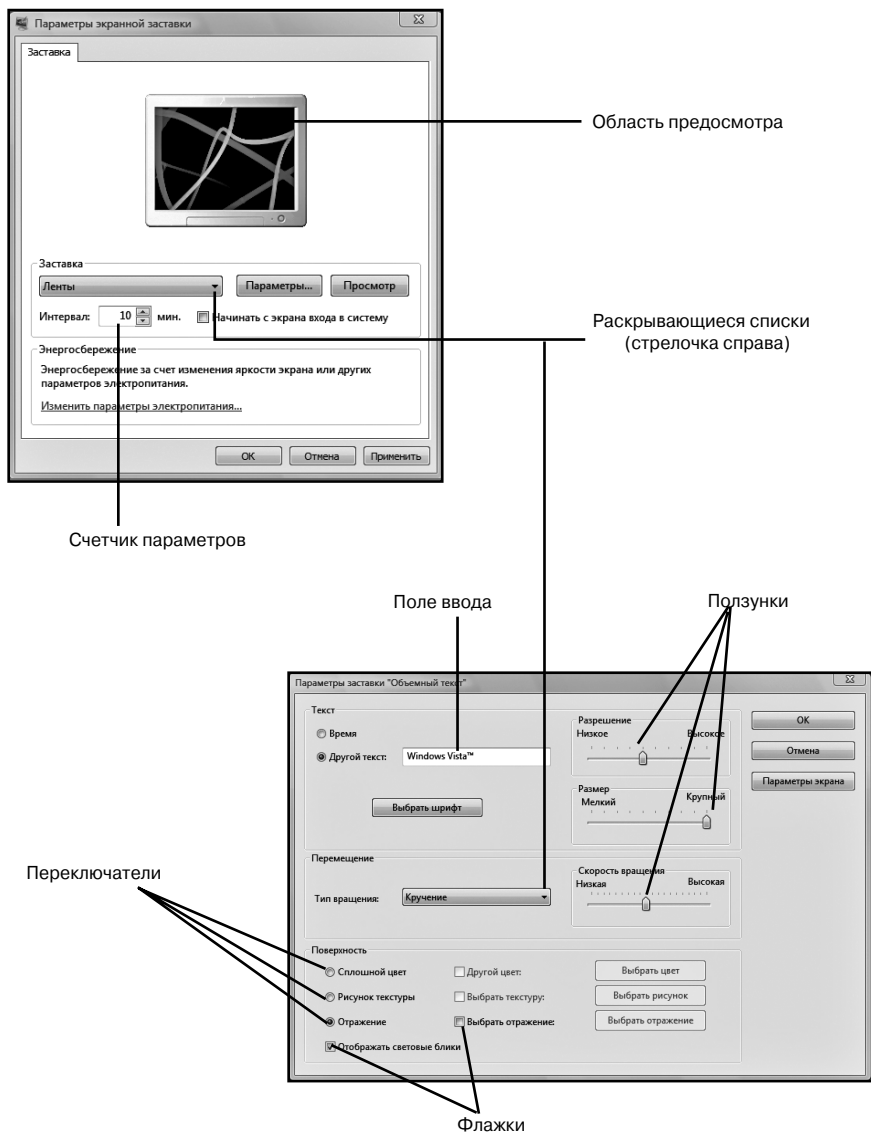 Параметры экранной заставки
Заставка
Область предосмотра
Заставка
Ленты
Параметры...
Просмотр
Интервал: 10 мин. Начинать с экрана входа в систему
Раскрывающиеся списки
(стрелочка справа)
Энергосбережение
Энергосбережение за счет изменения яркости экрана или других
параметров электропитания.
Изменить параметры электропитания...
OK
Отмена
Применить
Счетчик параметров
Поле ввода
Ползунки
Параметры заставки "Объемный текст"
Текст
Время
Другой текст: Windows Vista™
Выбрать шрифт
Разрешение
Низкое Высокое
Размер
Мелкий Крупный
OK
Отмена
Параметры экрана
Переключатели
Перемещение
Тип вращения: Кручение
Скорость вращения
Низкая Высокая
Поверхность
Сплошной цвет Другой цвет: Выбрать цвет
Рисунок текстуры Выбрать текстуру: Выбрать рисунок
Отражение Выбрать отражение: Выбрать отражение
Отображать световые блики
Флажки